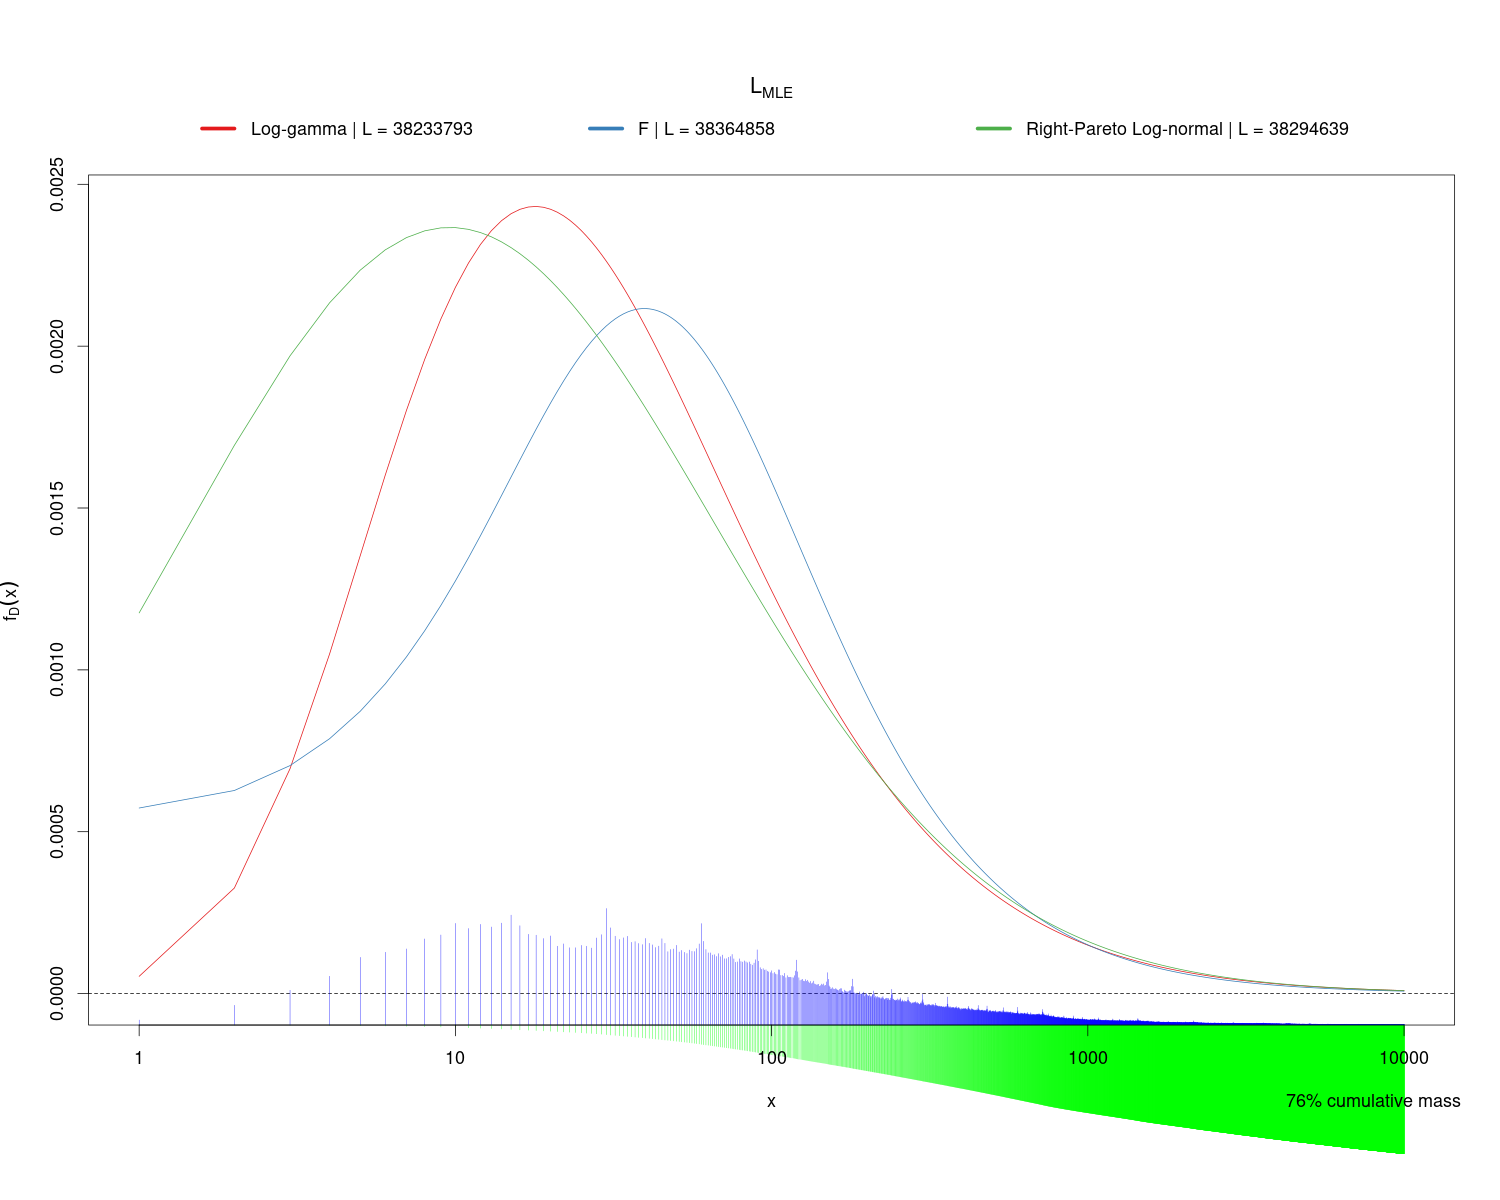 L_MLE
Log-gamma | L = 38233793
F | L = 38364858
Right-Pareto Log-normal | L = 38294639
0.0025
0.0020
0.0015
0.0010
0.0005
0.0000
f_D(x)
1 10 100 1000 10000
x
76% cumulative mass